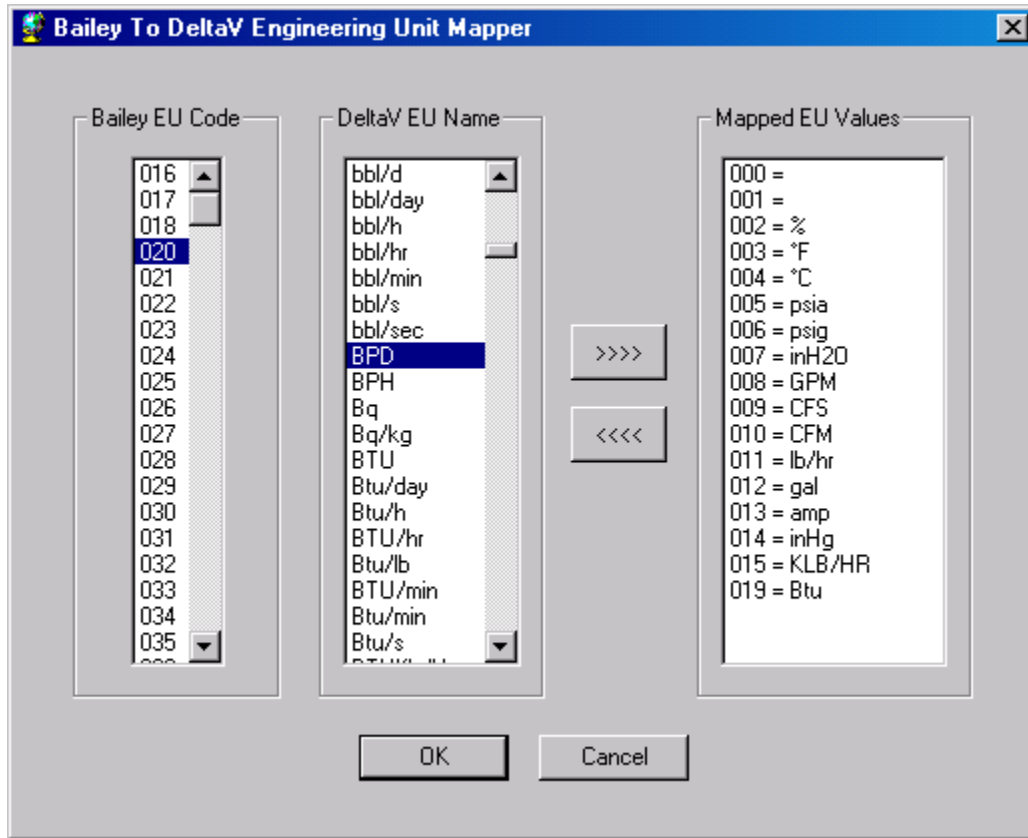 Bailey To DeltaV Engineering Unit Mapper
Bailey EU Code
016
017
018
020
021
022
023
024
025
026
027
028
029
030
031
032
033
034
035
DeltaV EU Name
bbl/d
bbl/day
bbl/h
bbl/hr
bbl/min
bbl/s
bbl/sec
BPD
BPH
Bq
Bq/kg
BTU
Btu/day
Btu/h
BTU/hr
Btu/lb
BTU/min
Btu/min
Btu/s
>>>>
<<<<
Mapped EU Values
000 =
001 =
002 = %
003 = °F
004 = °C
005 = psia
006 = psig
007 = inH2O
008 = GPM
009 = CFS
010 = CFM
011 = lb/hr
012 = gal
013 = amp
014 = inHg
015 = KLB/HR
019 = Btu
OK
Cancel